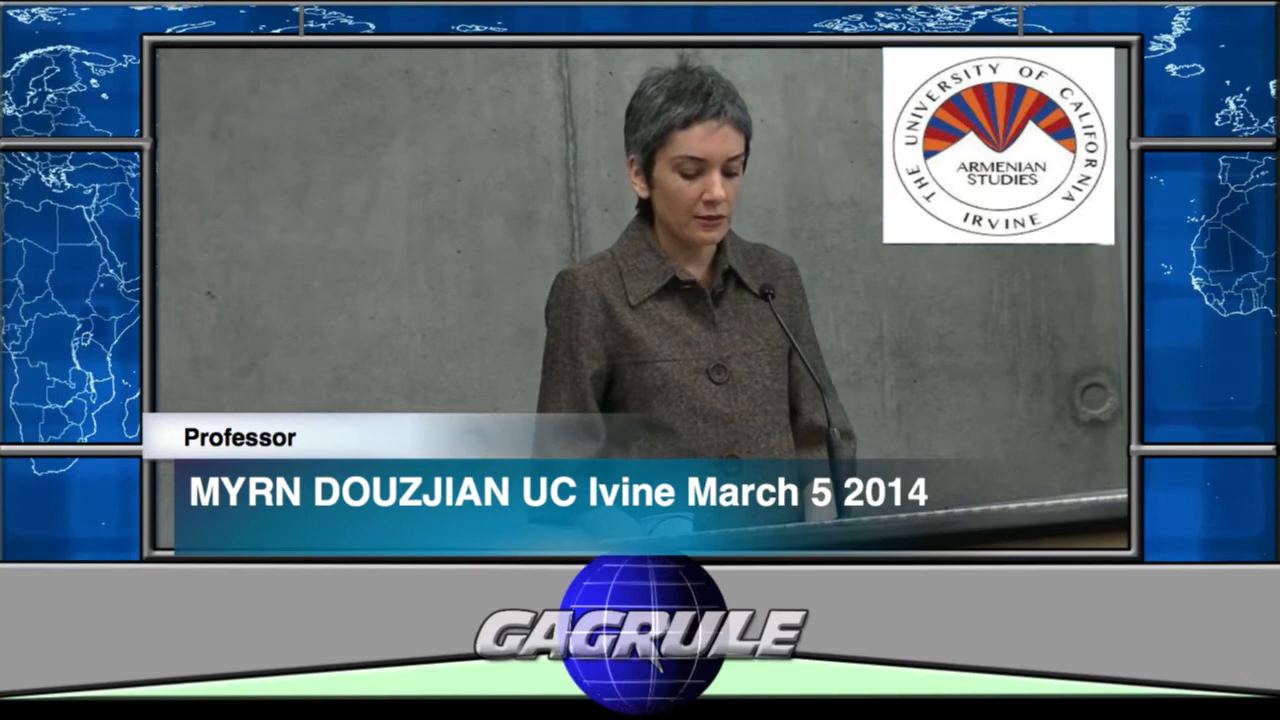 THE UNIVERSITY OF CALIFORNIA
ARMENIAN
STUDIES
IRVINE
Professor
MYRN DOUZJIAN UC Ivine March 5 2014
GAGRULE